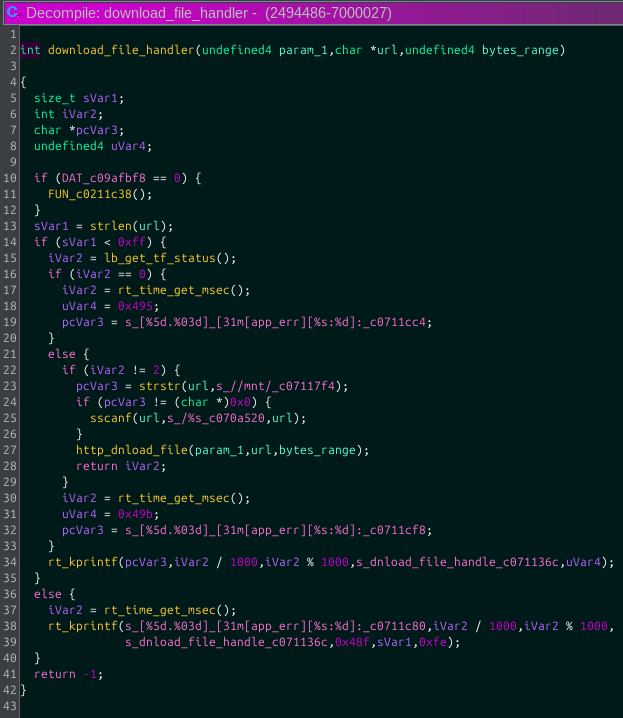 C Decompile: download_file_handler - (2494486-7000027)
1
2 int download_file_handler(undefined4 param_1,char *url,undefined4 bytes_range)
3
4 {
5   size_t sVar1;
6   int iVar2;
7   char *pcVar3;
8   undefined4 uVar4;
9
10   if (DAT_c09afbf8 == 0) {
11     FUN_c0211c38();
12   }
13   sVar1 = strlen(url);
14   if (sVar1 < 0xff) {
15     iVar2 = lb_get_tf_status();
16     if (iVar2 == 0) {
17       iVar2 = rt_time_get_msec();
18       uVar4 = 0x495;
19       pcVar3 = s_[%5d.%03d]_[31m[app_err][%s:%d]:_c0711cc4;
20     }
21     else {
22       if (iVar2 != 2) {
23         pcVar3 = strstr(url,s_//mnt/_c07117f4);
24         if (pcVar3 != (char *)0x0) {
25           sscanf(url,s_/%s_c070a520,url);
26         }
27         http_dnload_file(param_1,url,bytes_range);
28         return iVar2;
29       }
30       iVar2 = rt_time_get_msec();
31       uVar4 = 0x49b;
32       pcVar3 = s_[%5d.%03d]_[31m[app_err][%s:%d]:_c0711cf8;
33     }
34     rt_kprintf(pcVar3,iVar2 / 1000,iVar2 % 1000,s_dnload_file_handle_c071136c,uVar4);
35   }
36   else {
37     iVar2 = rt_time_get_msec();
38     rt_kprintf(s_[%5d.%03d]_[31m[app_err][%s:%d]:_c0711c80,iVar2 / 1000,iVar2 % 1000,
39                s_dnload_file_handle_c071136c,0x48f,sVar1,0xfe);
40   }
41   return -1;
42 }
43